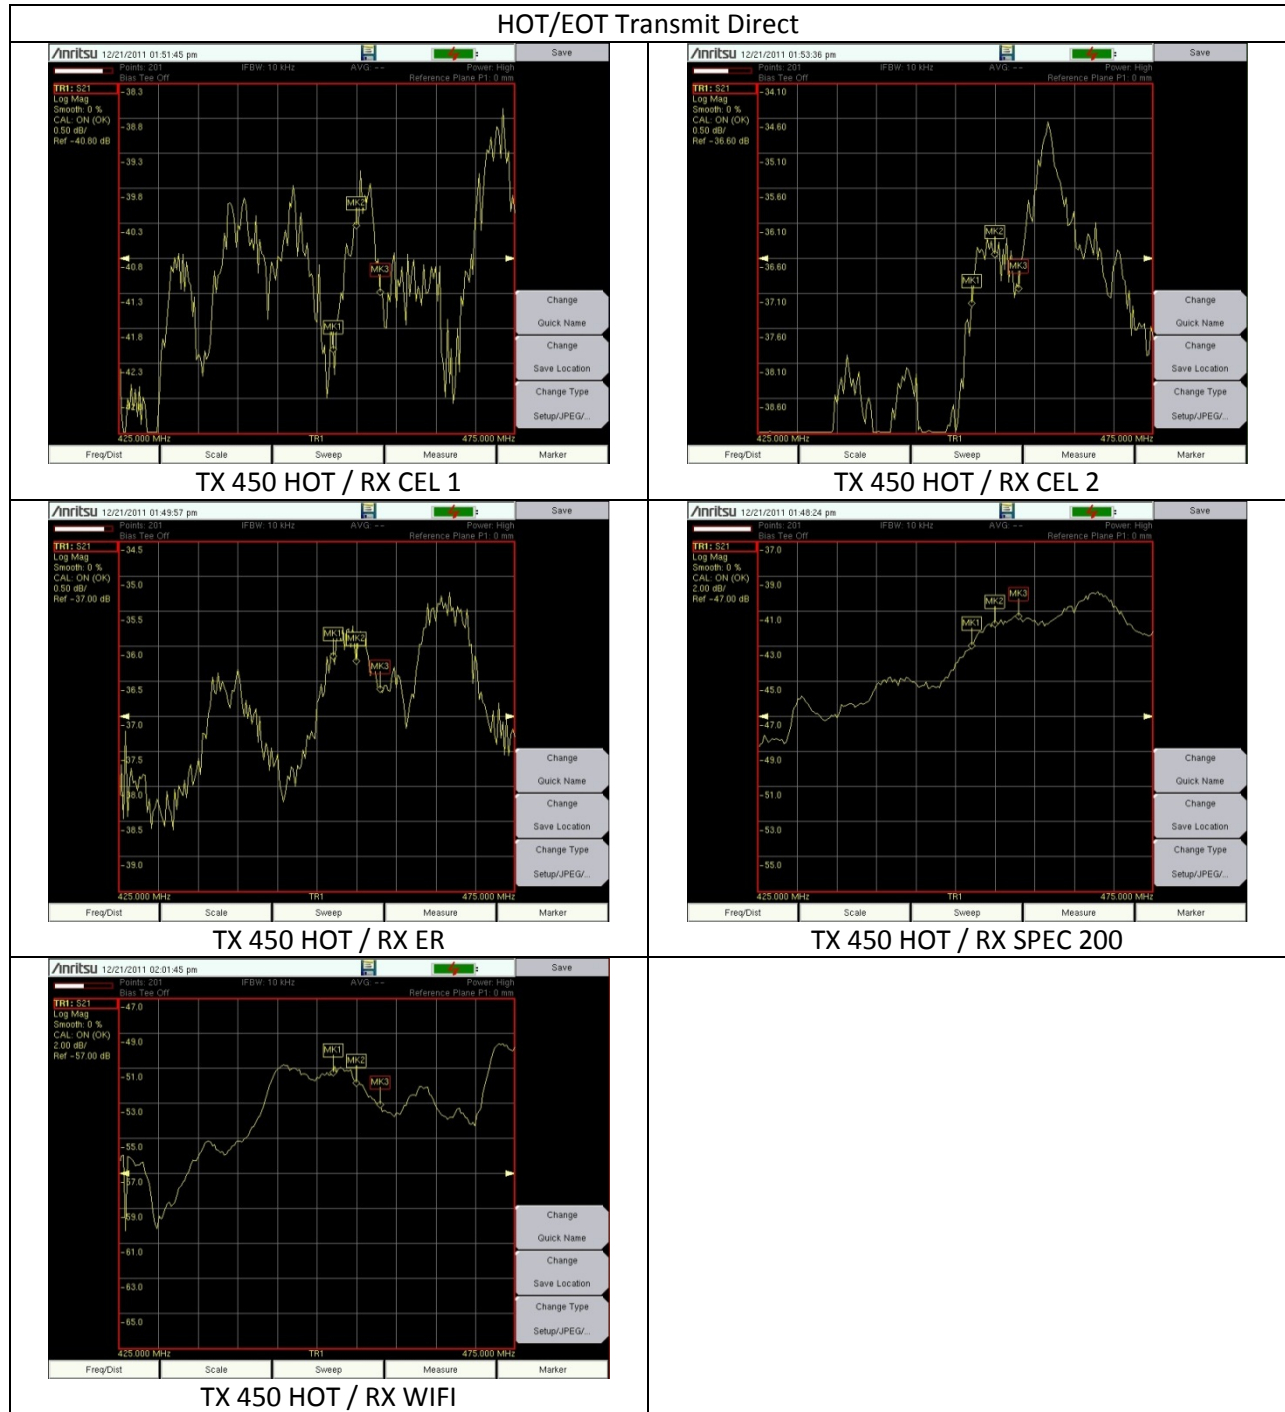 HOT/EOT Transmit Direct
Anritsu 12/21/2011 01:51:45 pm
Save
Points: 201 IFBW: 10 kHz AVG: -- Power: High
Bias Tee Off Reference Plane P1: 0 mm
TR1: S21
Log Mag
Smooth: 0 %
CAL: ON (OK)
0.50 dB/
Ref -40.80 dB
-38.3
-38.8
-39.3
-39.8
-40.3
-40.8
-41.3
-41.8
-42.3
MK1
MK2
MK3
425.000 MHz TR1 475.000 MHz
Change
Quick Name
Change
Save Location
Change Type
Setup/JPEG/...
Freq/Dist Scale Sweep Measure Marker
TX 450 HOT / RX CEL 1
Anritsu 12/21/2011 01:53:36 pm
Save
Points: 201 IFBW: 10 kHz AVG: -- Power: High
Bias Tee Off Reference Plane P1: 0 mm
TR1: S21
Log Mag
Smooth: 0 %
CAL: ON (OK)
0.50 dB/
Ref -36.60 dB
-34.10
-34.60
-35.10
-35.60
-36.10
-36.60
-37.10
-37.60
-38.10
-38.60
MK1
MK2
MK3
425.000 MHz TR1 475.000 MHz
Change
Quick Name
Change
Save Location
Change Type
Setup/JPEG/...
Freq/Dist Scale Sweep Measure Marker
TX 450 HOT / RX CEL 2
Anritsu 12/21/2011 01:49:57 pm
Save
Points: 201 IFBW: 10 kHz AVG: -- Power: High
Bias Tee Off Reference Plane P1: 0 mm
TR1: S21
Log Mag
Smooth: 0 %
CAL: ON (OK)
0.50 dB/
Ref -37.00 dB
-34.5
-35.0
-35.5
-36.0
-36.5
-37.0
-37.5
-38.0
-38.5
-39.0
MK1
MK2
MK3
425.000 MHz TR1 475.000 MHz
Change
Quick Name
Change
Save Location
Change Type
Setup/JPEG/...
Freq/Dist Scale Sweep Measure Marker
TX 450 HOT / RX ER
Anritsu 12/21/2011 01:48:24 pm
Save
Points: 201 IFBW: 10 kHz AVG: -- Power: High
Bias Tee Off Reference Plane P1: 0 mm
TR1: S21
Log Mag
Smooth: 0 %
CAL: ON (OK)
2.00 dB/
Ref -47.00 dB
-37.0
-39.0
-41.0
-43.0
-45.0
-47.0
-49.0
-51.0
-53.0
-55.0
MK1
MK2
MK3
425.000 MHz TR1 475.000 MHz
Change
Quick Name
Change
Save Location
Change Type
Setup/JPEG/...
Freq/Dist Scale Sweep Measure Marker
TX 450 HOT / RX SPEC 200
Anritsu 12/21/2011 02:01:45 pm
Save
Points: 201 IFBW: 10 kHz AVG: -- Power: High
Bias Tee Off Reference Plane P1: 0 mm
TR1: S21
Log Mag
Smooth: 0 %
CAL: ON (OK)
2.00 dB/
Ref -57.00 dB
-47.0
-49.0
-51.0
-53.0
-55.0
-57.0
-59.0
-61.0
-63.0
-65.0
MK1
MK2
MK3
425.000 MHz TR1 475.000 MHz
Change
Quick Name
Change
Save Location
Change Type
Setup/JPEG/...
Freq/Dist Scale Sweep Measure Marker
TX 450 HOT / RX WIFI